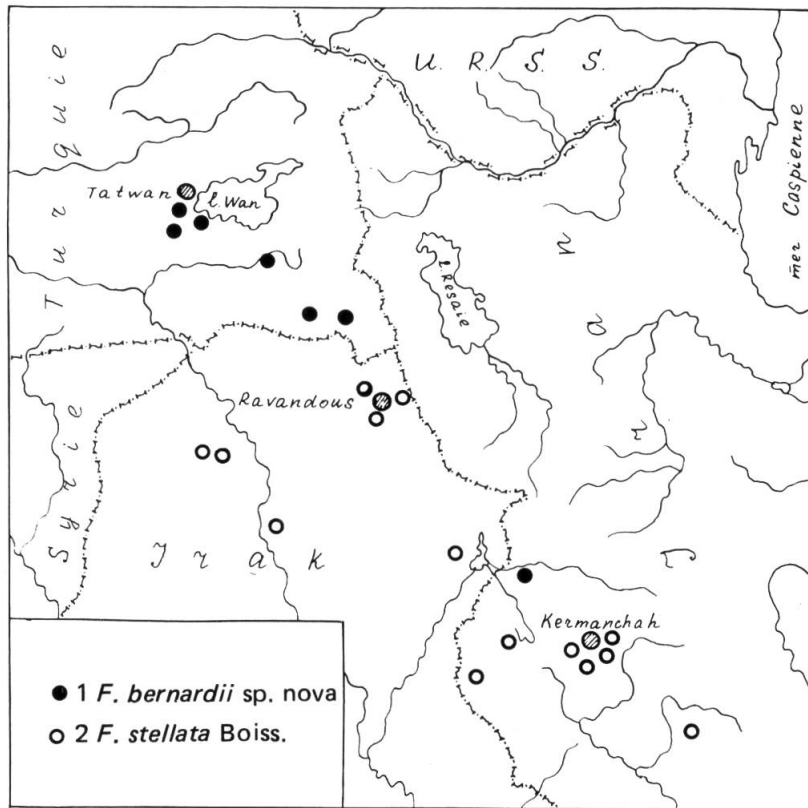 U. R. S. S.
Turquie
mer Caspienne
Tatwan
l. Wan
l. Resaie
Iran
Ravandous
Syrie
Irak
Kermanchah
1 F. bernardii sp. nova
2 F. stellata Boiss.